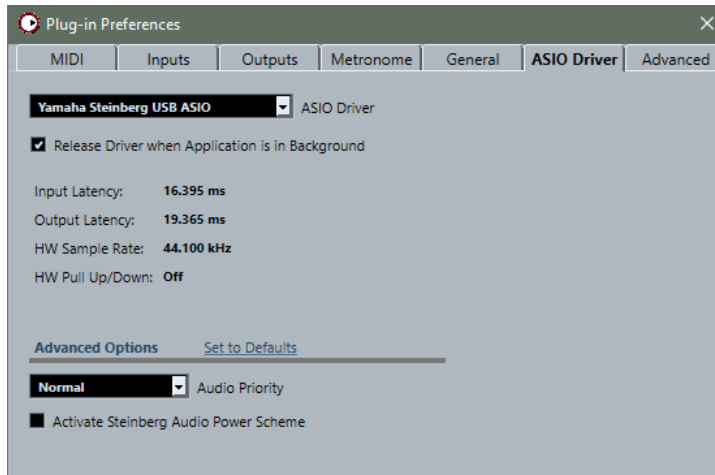 Plug-in Preferences
MIDI Inputs Outputs Metronome General ASIO Driver Advanced
Yamaha Steinberg USB ASIO ASIO Driver
Release Driver when Application is in Background
Input Latency: 16.395 ms
Output Latency: 19.365 ms
HW Sample Rate: 44.100 kHz
HW Pull Up/Down: Off
Advanced Options Set to Defaults
Normal Audio Priority
Activate Steinberg Audio Power Scheme